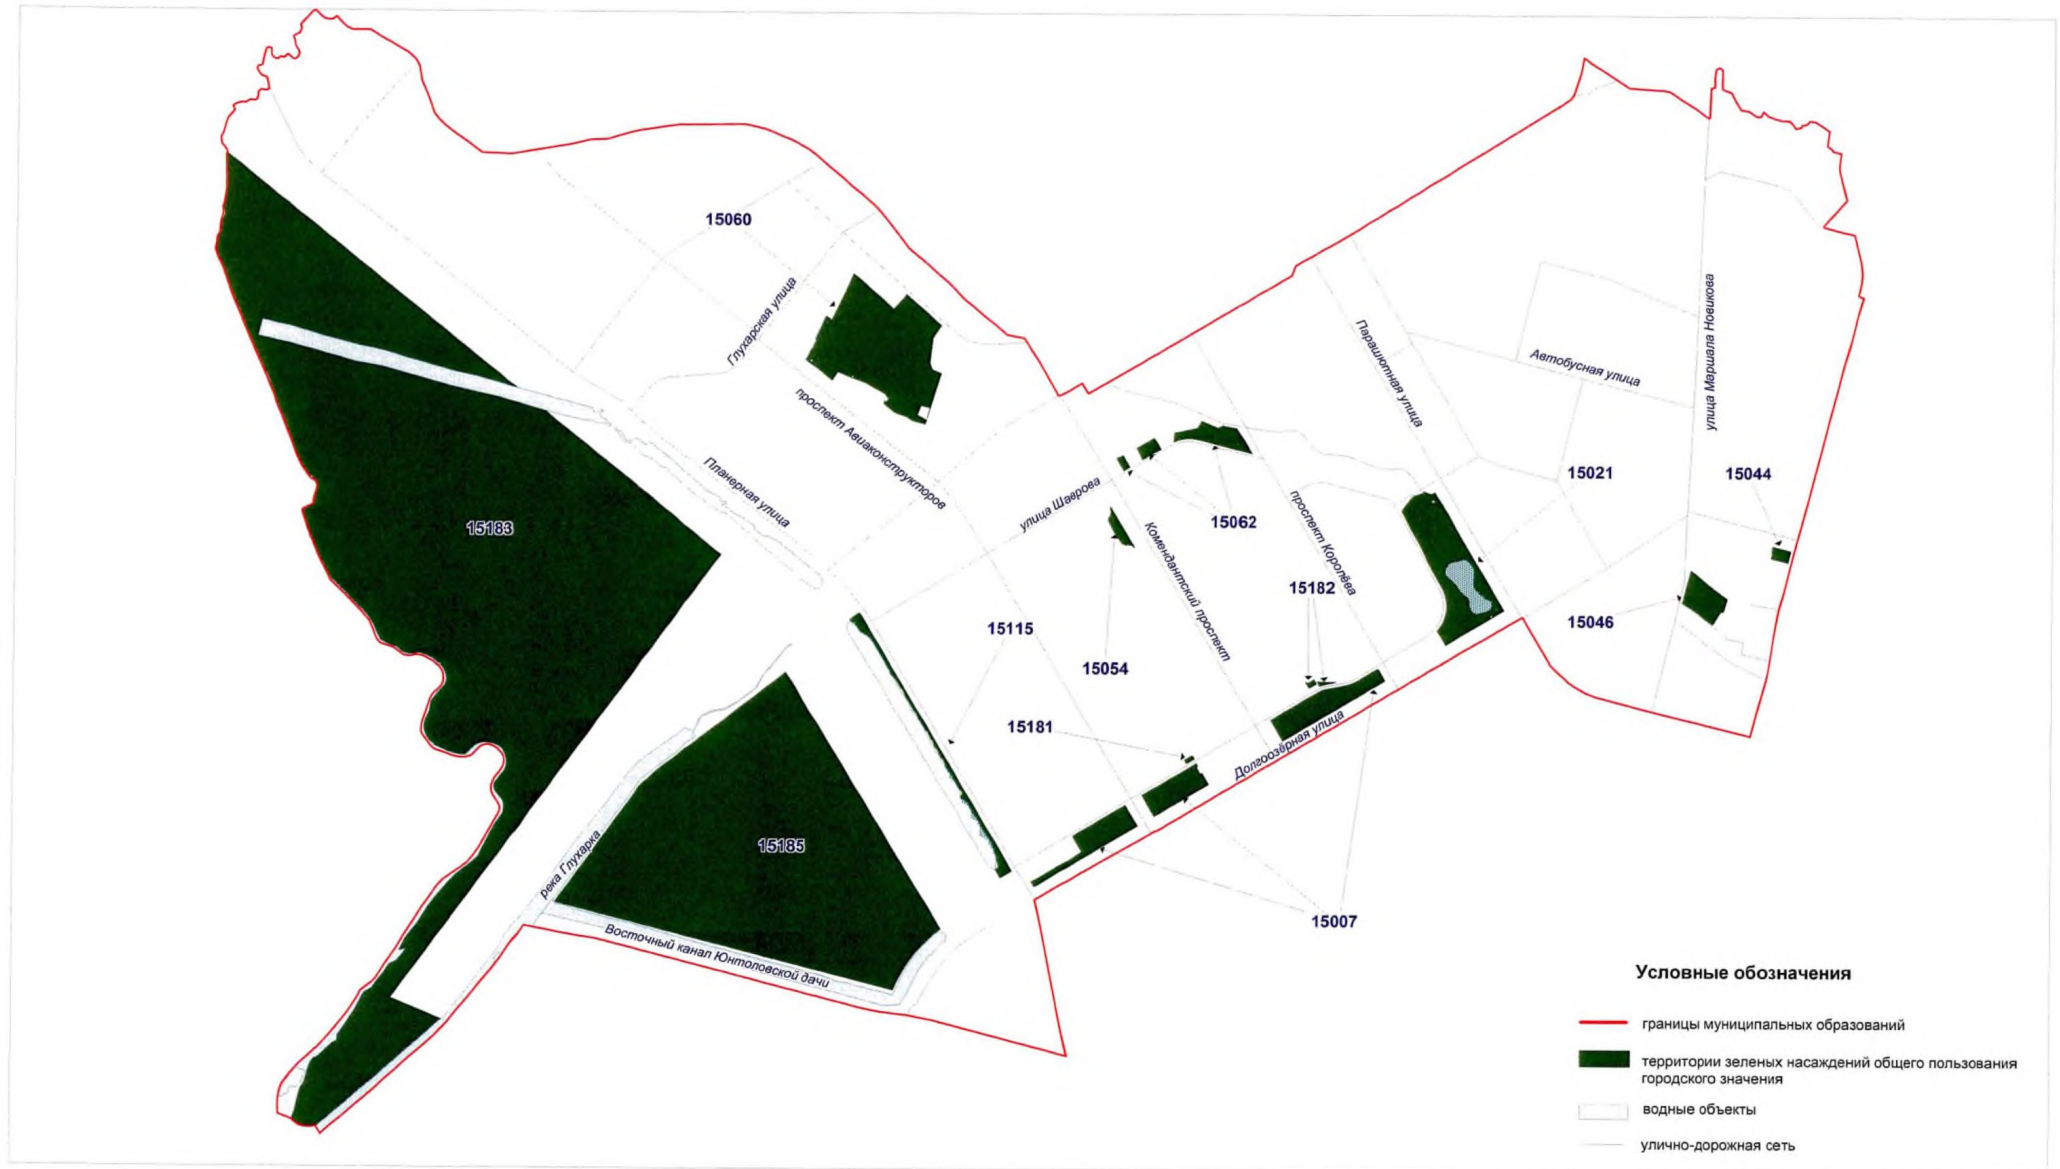 15060
Глухарская улица
проспект Авиаконструкторов
Планерная улица
15183
улица Шаврова
Комендантский проспект
15062
проспект Королёва
Парашютная улица
Автобусная улица
улица Маршала Новикова
15021
15044
15046
15182
15115
15054
15181
Долгоозёрная улица
15007
15185
река Глухарка
Восточный канал Юнтоловской дачи
Условные обозначения
границы муниципальных образований
территории зеленых насаждений общего пользования
городского значения
водные объекты
улично-дорожная сеть